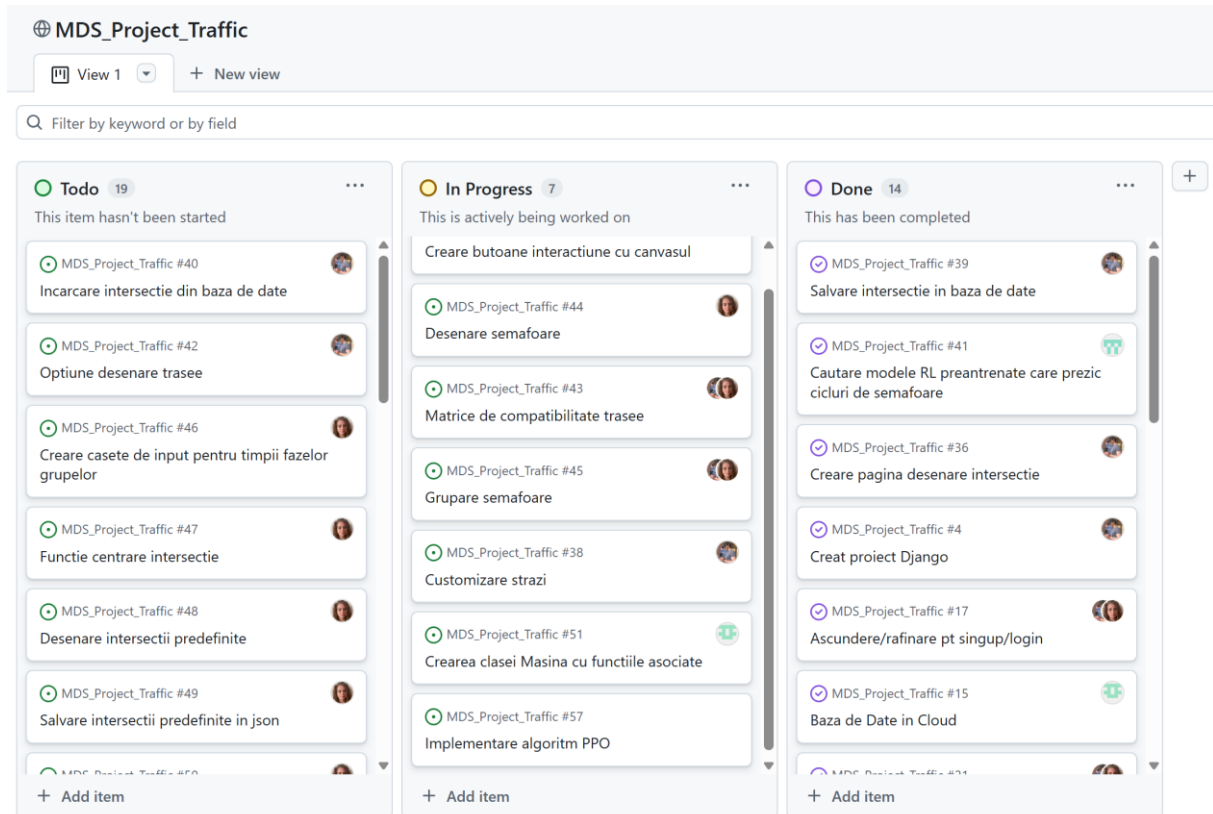 MDS_Project_Traffic
View 1
New view
Filter by keyword or by field
Todo 19
This item hasn't been started
MDS_Project_Traffic #40
Incarcare intersectie din baza de date
MDS_Project_Traffic #42
Optiune desenare trasee
MDS_Project_Traffic #46
Creare casete de input pentru timpii fazelor
grupelor
MDS_Project_Traffic #47
Functie centrare intersectie
MDS_Project_Traffic #48
Desenare intersectii predefinite
MDS_Project_Traffic #49
Salvare intersectii predefinite in json
MDS_Project_Traffic #50
Add item
In Progress 7
This is actively being worked on
Creare butoane interactiune cu canvasul
MDS_Project_Traffic #44
Desenare semafoare
MDS_Project_Traffic #43
Matrice de compatibilitate trasee
MDS_Project_Traffic #45
Grupare semafoare
MDS_Project_Traffic #38
Customizare strazi
MDS_Project_Traffic #51
Crearea clasei Masina cu functiile asociate
MDS_Project_Traffic #57
Implementare algoritm PPO
Add item
Done 14
This has been completed
MDS_Project_Traffic #39
Salvare intersectie in baza de date
MDS_Project_Traffic #41
Cautare modele RL preantrenate care prezic
cicluri de semafoare
MDS_Project_Traffic #36
Creare pagina desenare intersectie
MDS_Project_Traffic #4
Creat proiect Django
MDS_Project_Traffic #17
Ascundere/rafinare pt singup/login
MDS_Project_Traffic #15
Baza de Date in Cloud
MDS_Project_Traffic #21
Add item